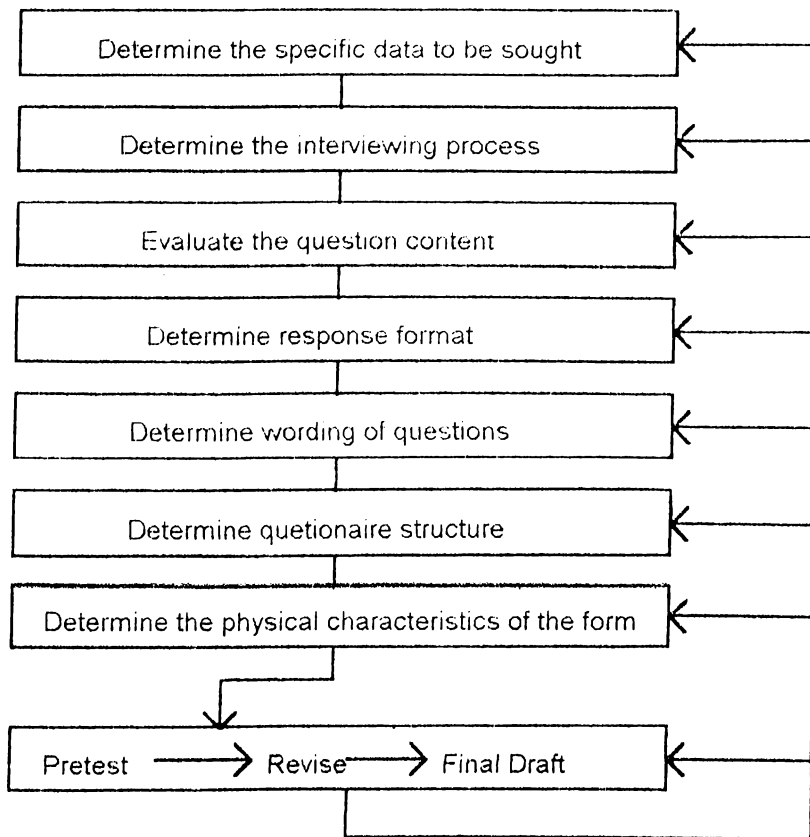 Determine the specific data to be sought
Determine the interviewing process
Evaluate the question content
Determine response format
Determine wording of questions
Determine quetionaire structure
Determine the physical characteristics of the form
Pretest Revise Final Draft